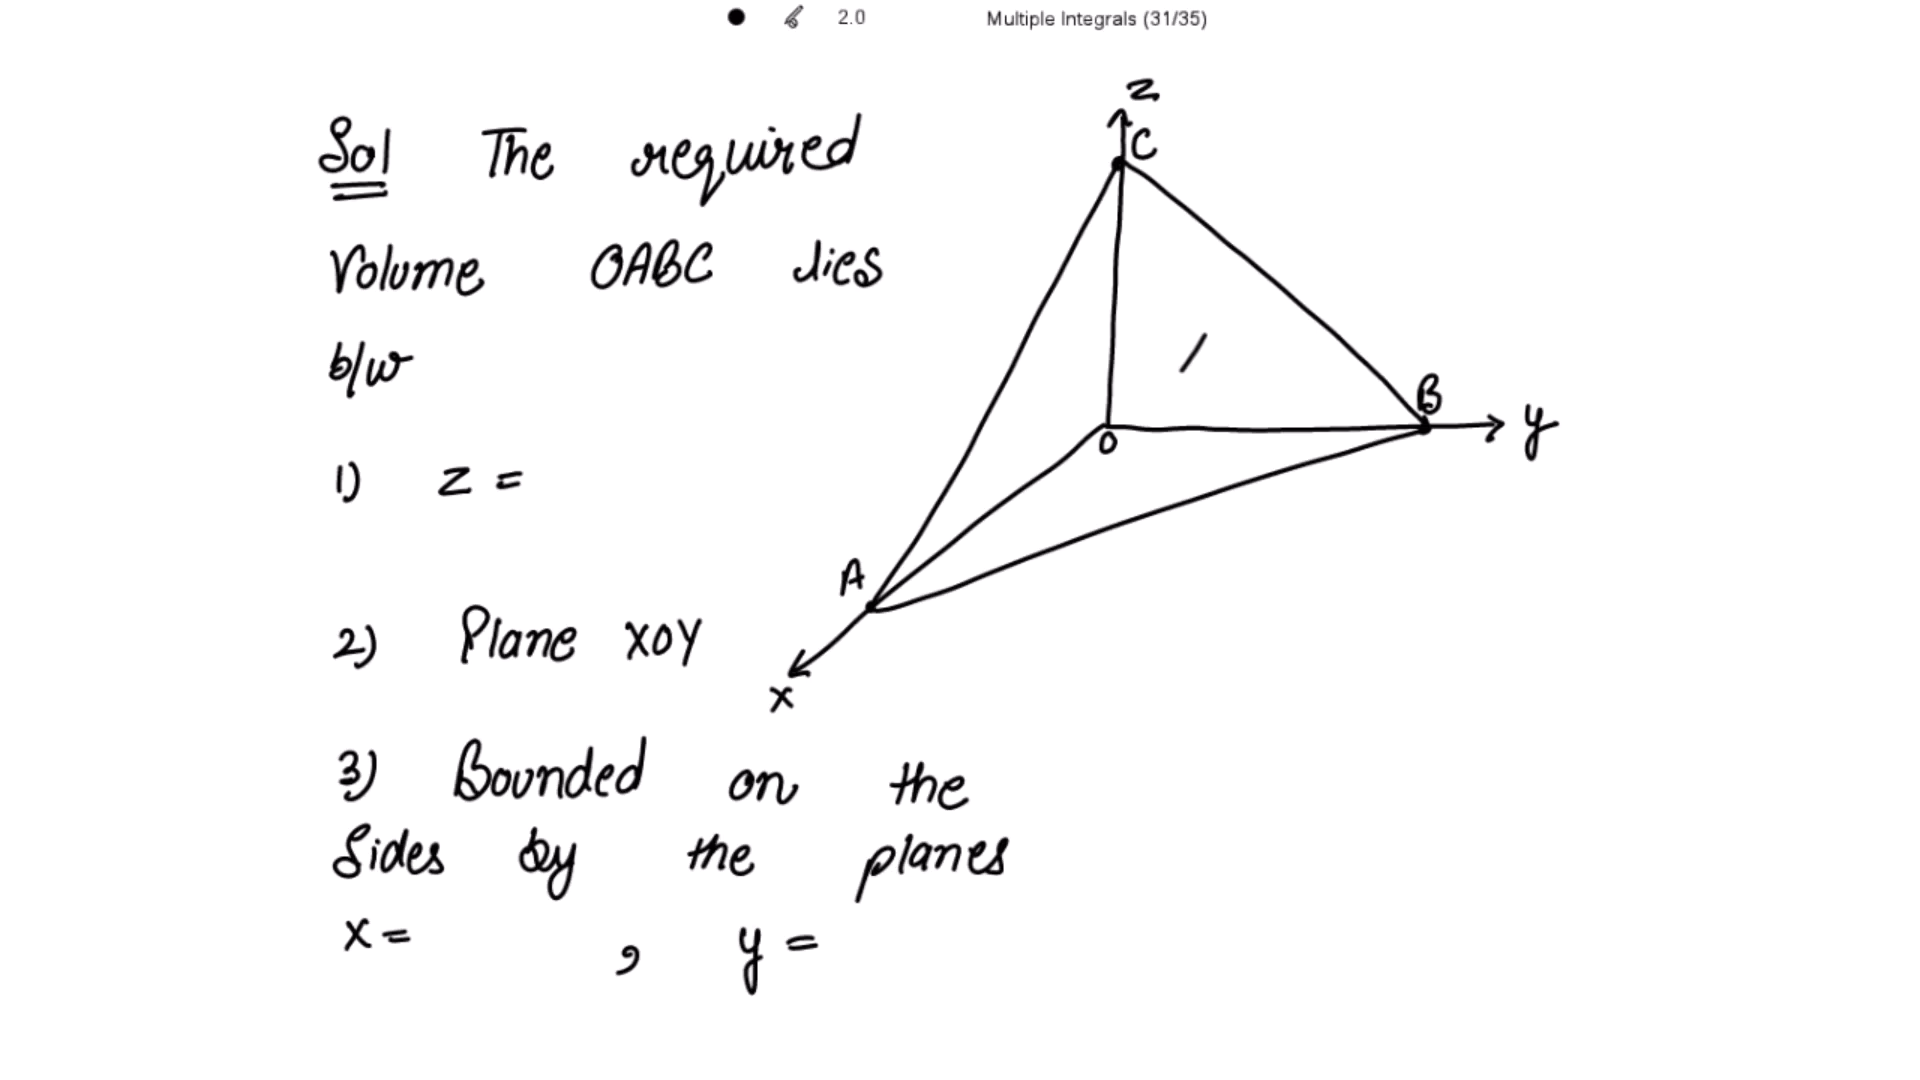 2.0 Multiple Integrals (31/35)
Sol The required
Volume OABC lies
b/w
1) z =
2) Plane XOY
3) Bounded on the
Sides by the planes
x = , y =
z
C
B
y
O
A
x